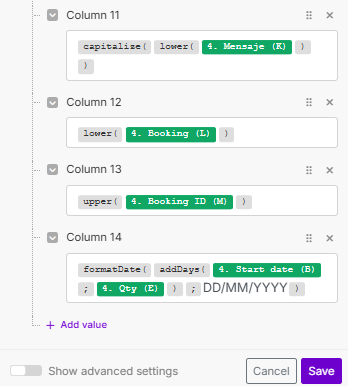 Column 11
capitalize( lower( 4. Mensaje (K) )
)
Column 12
lower( 4. Booking (L) )
Column 13
upper( 4. Booking ID (M) )
Column 14
formatDate( addDays( 4. Start date (B)
; 4. Qty (E) ) ; DD/MM/YYYY )
+ Add value
Show advanced settings Cancel Save